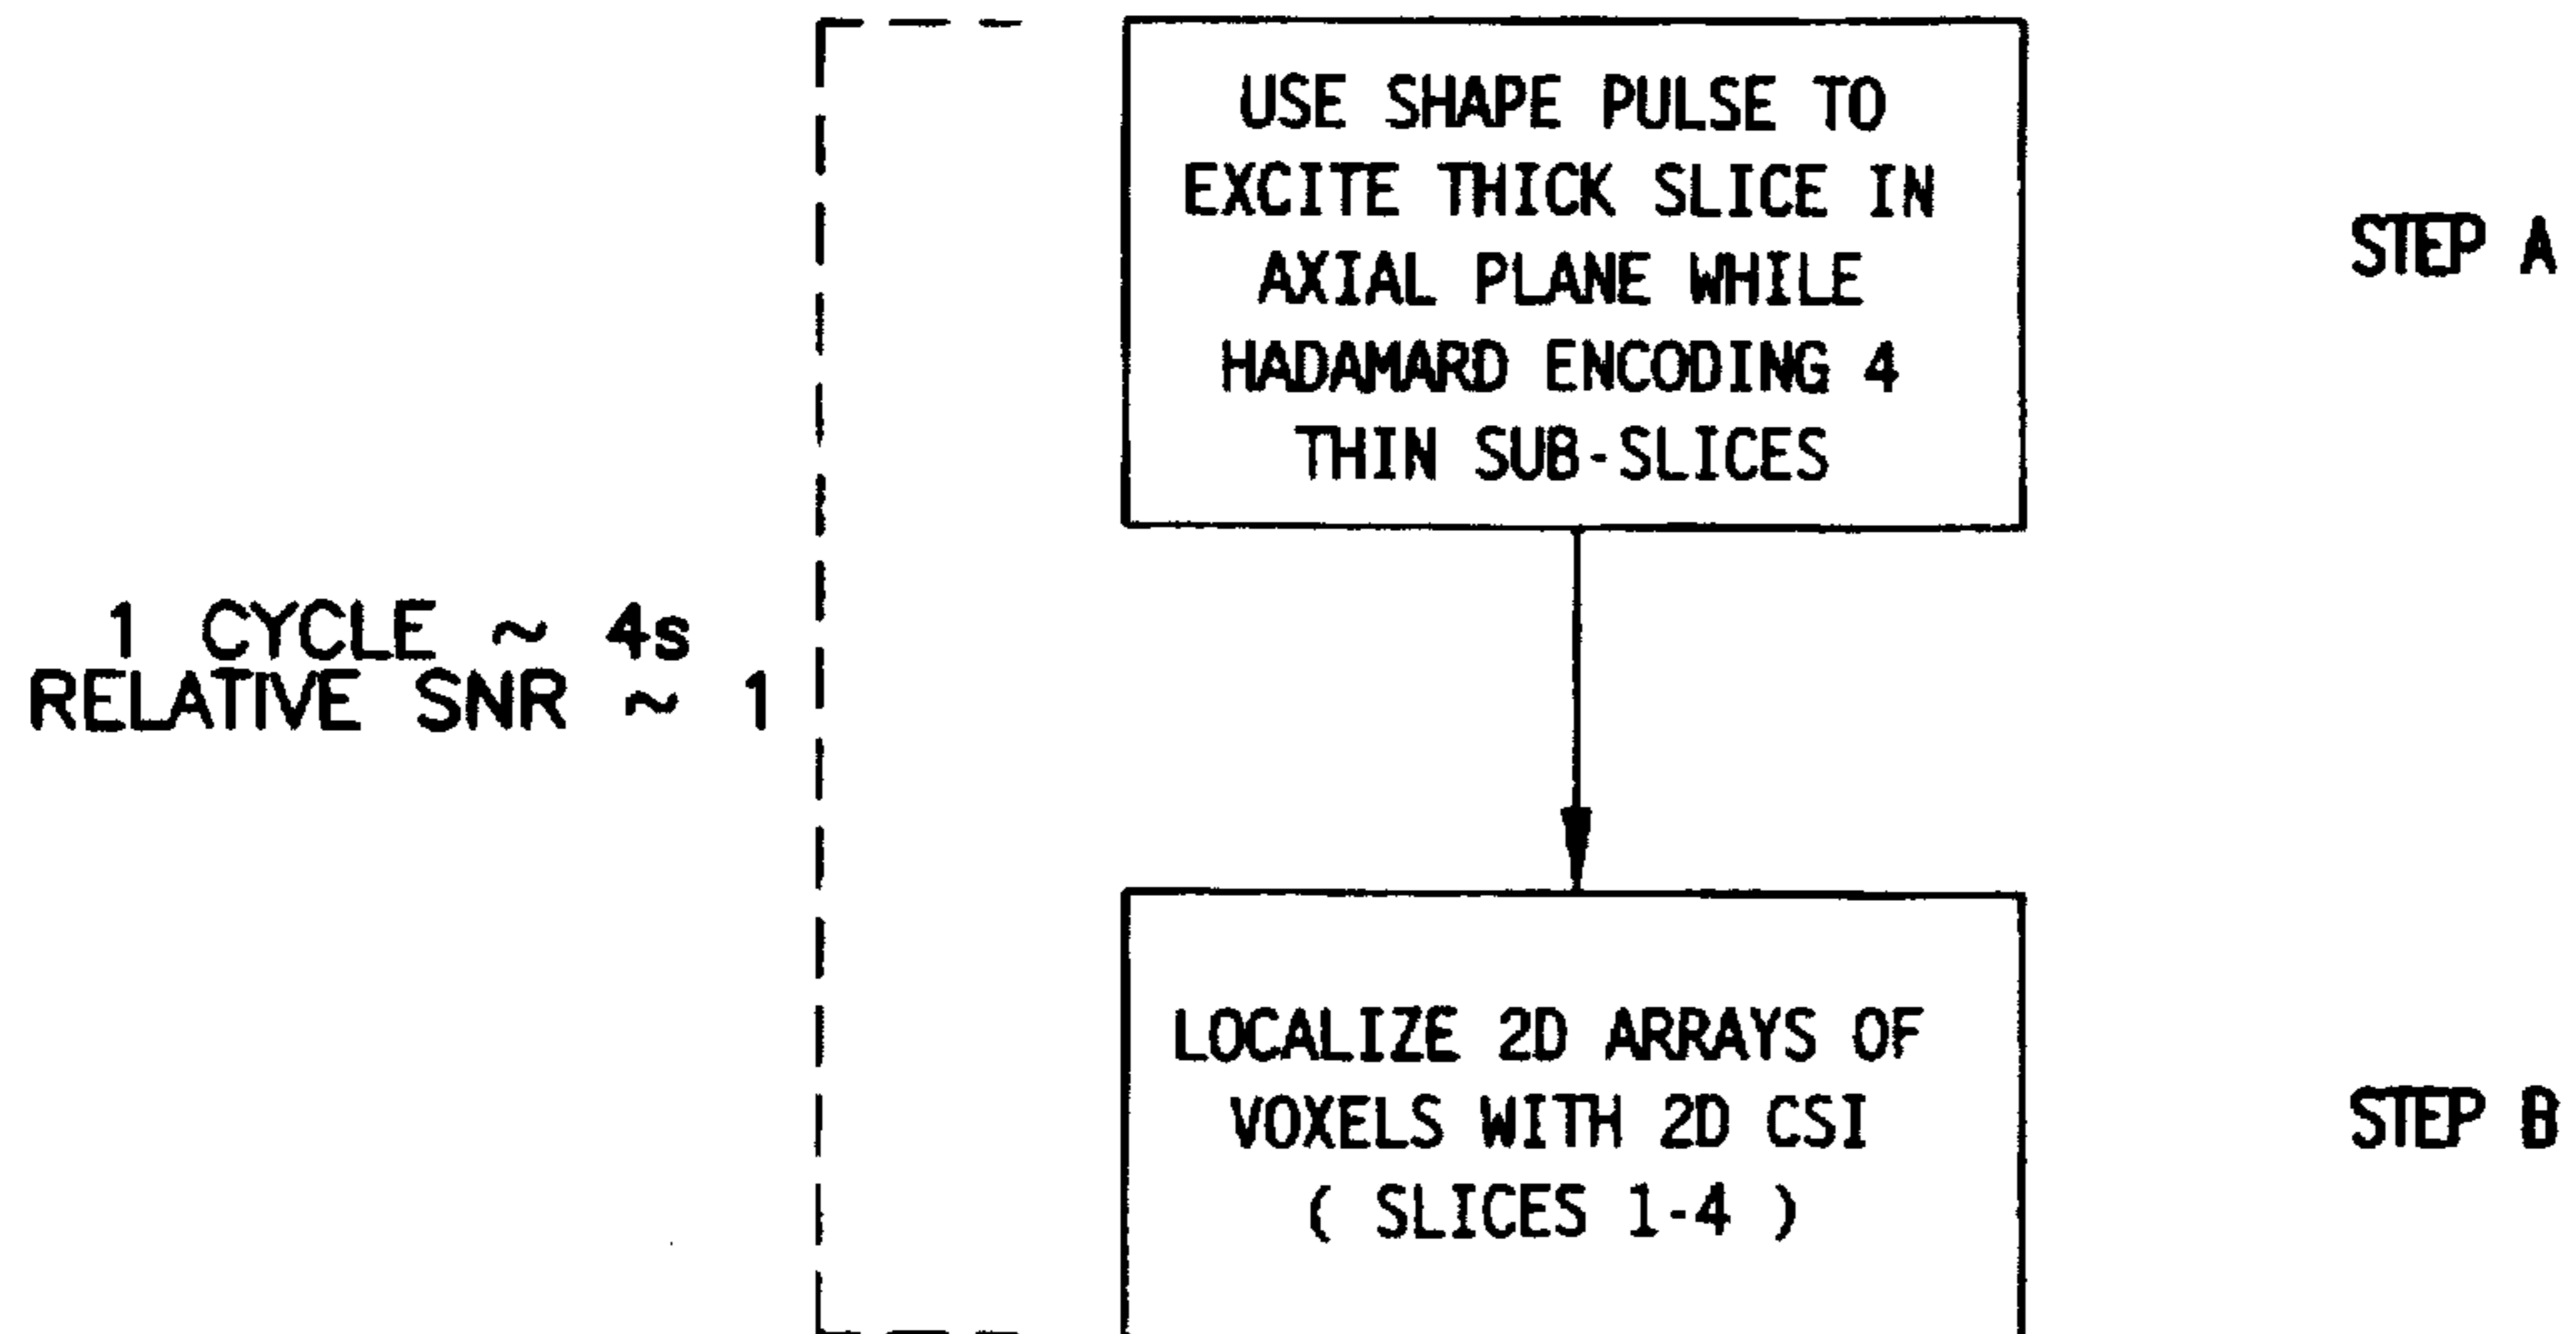 USE SHAPE PULSE TO
EXCITE THICK SLICE IN
AXIAL PLANE WHILE
HADAMARD ENCODING 4
THIN SUB-SLICES
STEP A
1 CYCLE ~ 4s
RELATIVE SNR ~ 1
LOCALIZE 2D ARRAYS OF
VOXELS WITH 2D CSI
( SLICES 1-4 )
STEP B